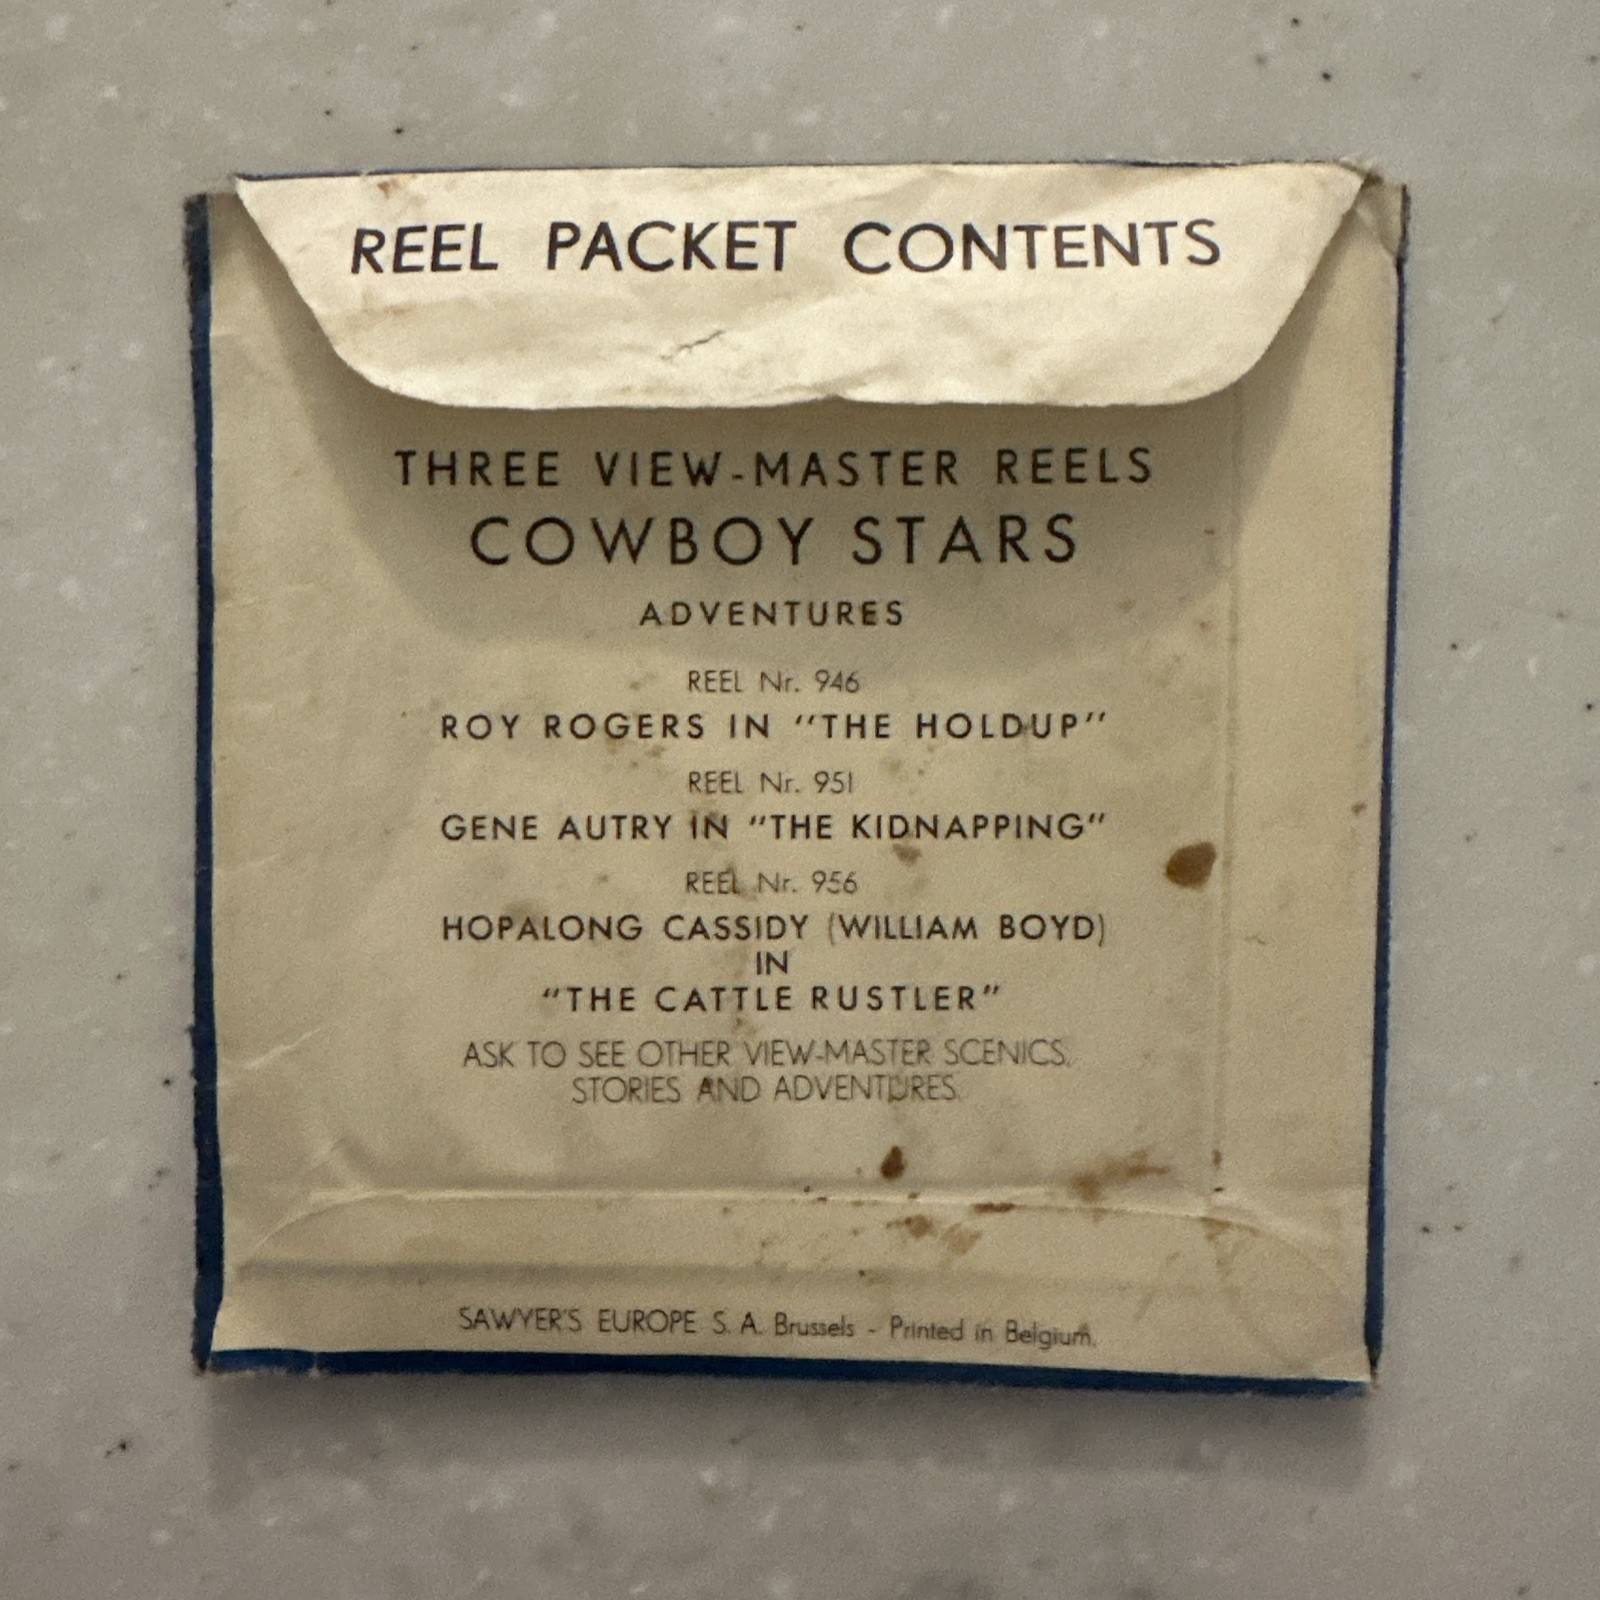 REEL PACKET CONTENTS
THREE VIEW-MASTER REELS
COWBOY STARS
ADVENTURES
REEL Nr. 946
ROY ROGERS IN "THE HOLDUP"
REEL Nr. 951
GENE AUTRY IN "THE KIDNAPPING"
REEL Nr. 956
HOPALONG CASSIDY (WILLIAM BOYD)
IN
"THE CATTLE RUSTLER"
ASK TO SEE OTHER VIEW-MASTER SCENICS,
STORIES AND ADVENTURES.
SAWYER'S EUROPE S. A. Brussels - Printed in Belgium.